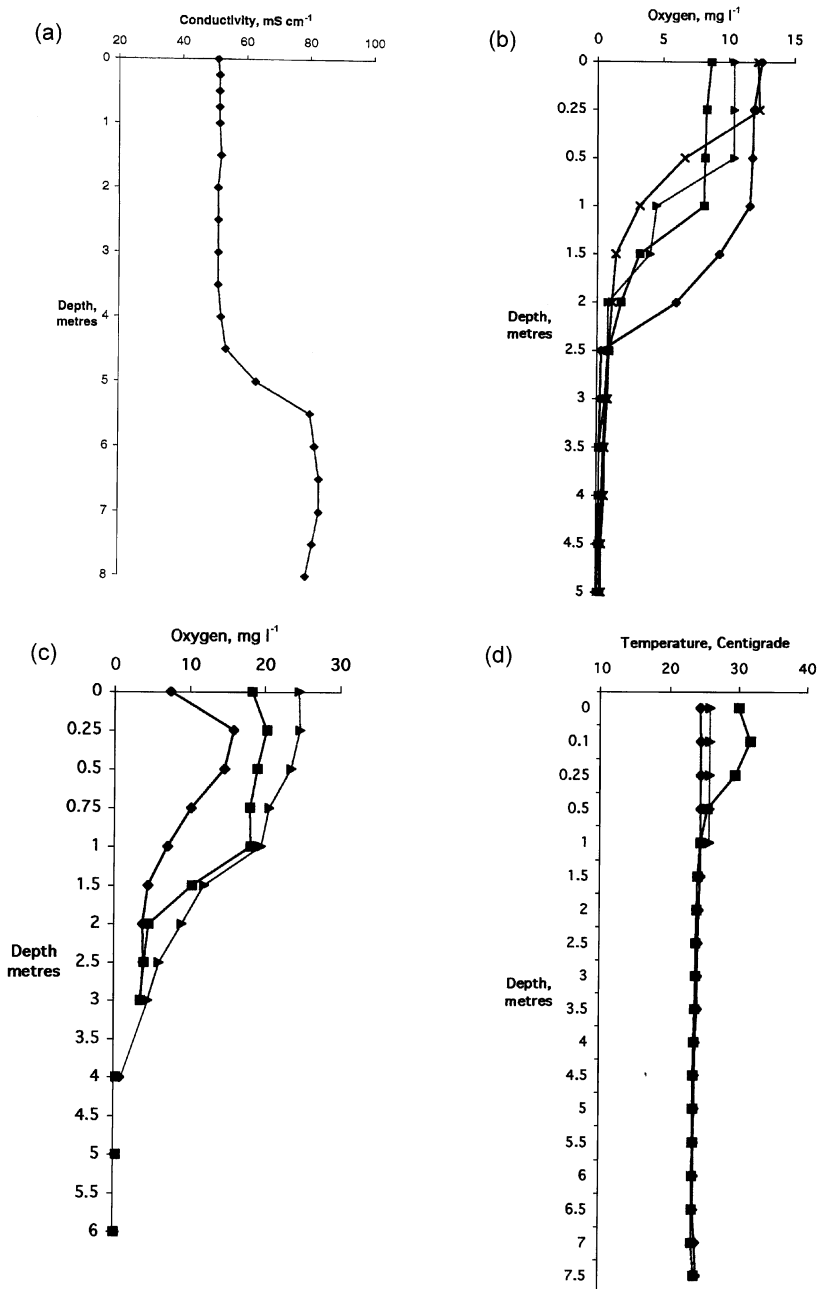 (a)
Conductivity, mS cm⁻¹
20 40 60 80 100
0
1
2
3
Depth,
metres
4
5
6
7
8
(b)
Oxygen, mg l⁻¹
0 5 10 15
0
0.25
0.5
1
1.5
2
Depth,
metres
2.5
3
3.5
4
4.5
5
(c)
Oxygen, mg l⁻¹
0 10 20 30
0
0.25
0.5
0.75
1
1.5
2
Depth
metres
2.5
3
3.5
4
4.5
5
5.5
6
(d)
Temperature, Centigrade
10 20 30 40
0
0.1
0.25
0.5
1
1.5
2
2.5
3
Depth,
metres
3.5
4
4.5
5
5.5
6
6.5
7
7.5